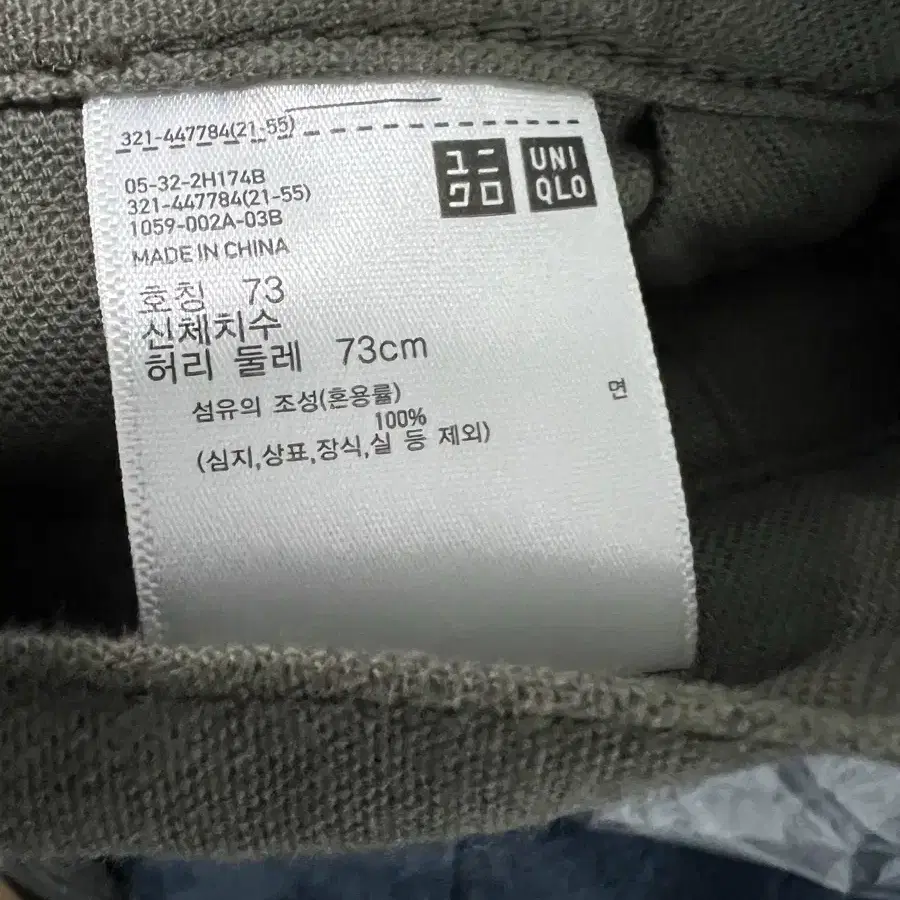 321-447784(21-55)
ユニ
クロ
UNI
QLO
05-32-2H174B
321-447784(21-55)
1059-002A-03B
MADE IN CHINA
호칭 73
신체치수
허리 둘레 73cm
섬유의 조성(혼용률)
면
100%
(심지,상표,장식,실 등 제외)